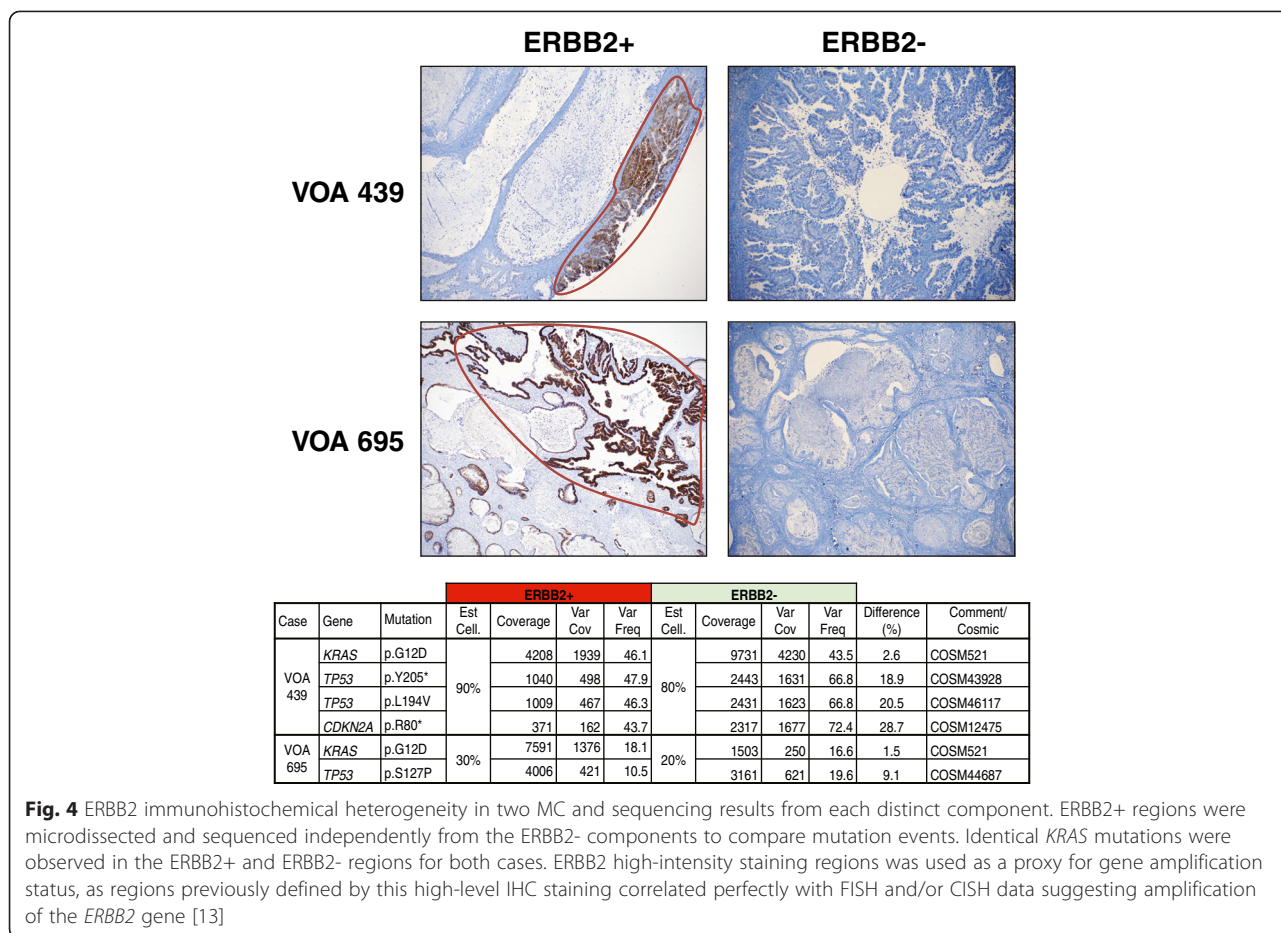 ERBB2+ ERBB2-
VOA 439
VOA 695
ERBB2+ ERBB2-
Case Gene Mutation Est Cell. Coverage Var Cov Var Freq Est Cell. Coverage Var Cov Var Freq Difference (%) Comment/ Cosmic
VOA 439 KRAS p.G12D 90% 4208 1939 46.1 80% 9731 4230 43.5 2.6 COSM521
TP53 p.Y205* 1040 498 47.9 2443 1631 66.8 18.9 COSM43928
TP53 p.L194V 1009 467 46.3 2431 1623 66.8 20.5 COSM46117
CDKN2A p.R80* 371 162 43.7 2317 1677 72.4 28.7 COSM12475
VOA 695 KRAS p.G12D 30% 7591 1376 18.1 20% 1503 250 16.6 1.5 COSM521
TP53 p.S127P 4006 421 10.5 3161 621 19.6 9.1 COSM44687
Fig. 4 ERBB2 immunohistochemical heterogeneity in two MC and sequencing results from each distinct component. ERBB2+ regions were
microdissected and sequenced independently from the ERBB2- components to compare mutation events. Identical KRAS mutations were
observed in the ERBB2+ and ERBB2- regions for both cases. ERBB2 high-intensity staining regions was used as a proxy for gene amplification
status, as regions previously defined by this high-level IHC staining correlated perfectly with FISH and/or CISH data suggesting amplification
of the ERBB2 gene [13]